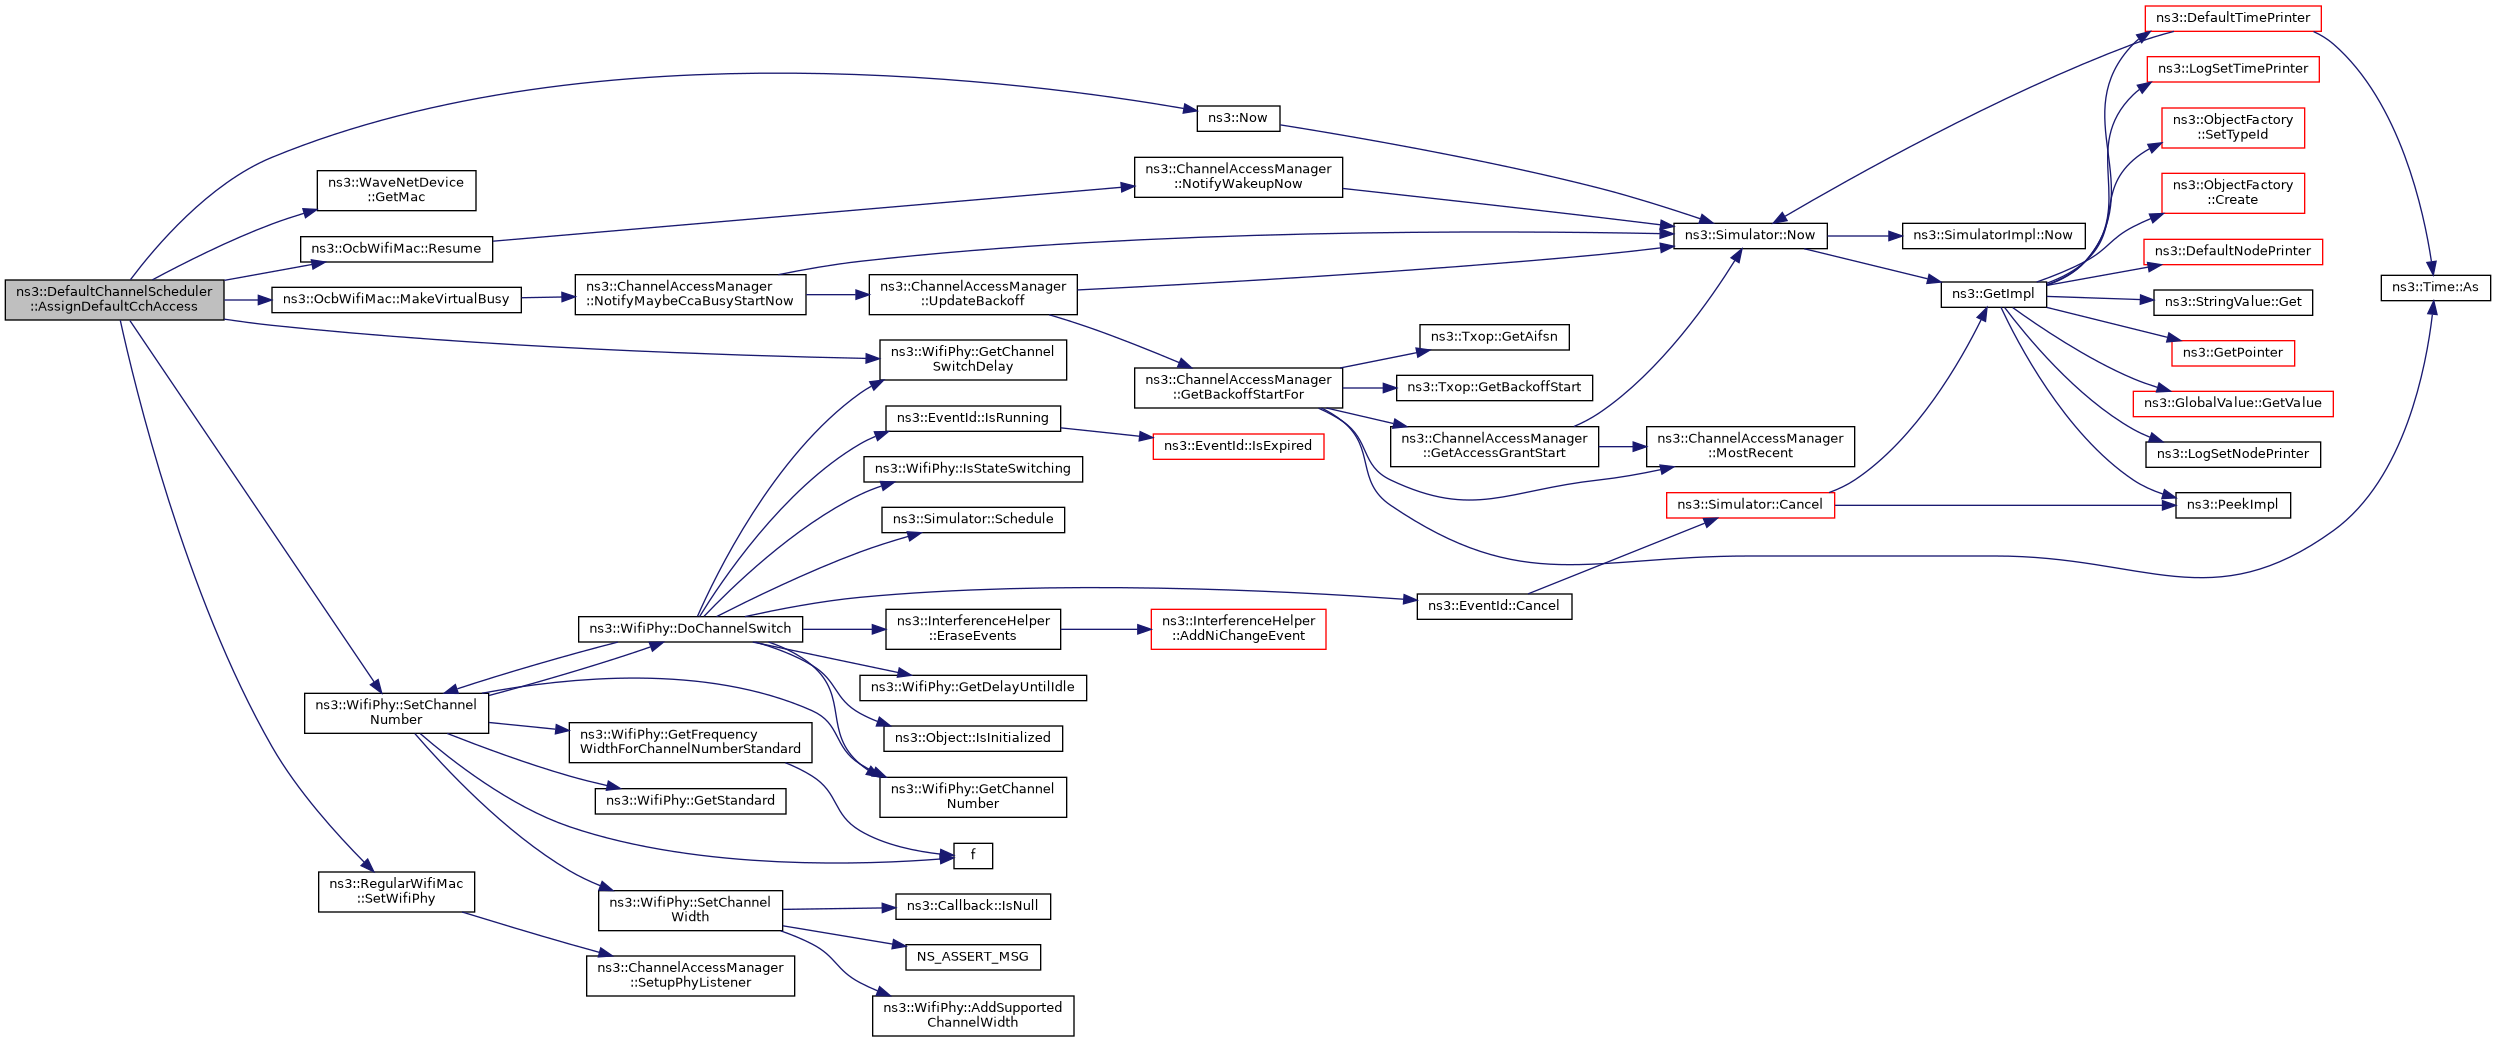 ns3::DefaultChannelScheduler
::AssignDefaultCchAccess
ns3::Now
ns3::WaveNetDevice
::GetMac
ns3::OcbWifiMac::Resume
ns3::OcbWifiMac::MakeVirtualBusy
ns3::WifiPhy::GetChannel
SwitchDelay
ns3::WifiPhy::SetChannel
Number
ns3::RegularWifiMac
::SetWifiPhy
ns3::ChannelAccessManager
::NotifyWakeupNow
ns3::ChannelAccessManager
::NotifyMaybeCcaBusyStartNow
ns3::ChannelAccessManager
::UpdateBackoff
ns3::ChannelAccessManager
::GetBackoffStartFor
ns3::Txop::GetAifsn
ns3::Txop::GetBackoffStart
ns3::ChannelAccessManager
::GetAccessGrantStart
ns3::ChannelAccessManager
::MostRecent
ns3::Simulator::Now
ns3::SimulatorImpl::Now
ns3::GetImpl
ns3::DefaultTimePrinter
ns3::LogSetTimePrinter
ns3::ObjectFactory
::SetTypeId
ns3::ObjectFactory
::Create
ns3::DefaultNodePrinter
ns3::StringValue::Get
ns3::GetPointer
ns3::GlobalValue::GetValue
ns3::LogSetNodePrinter
ns3::PeekImpl
ns3::Time::As
ns3::WifiPhy::DoChannelSwitch
ns3::EventId::IsRunning
ns3::EventId::IsExpired
ns3::WifiPhy::IsStateSwitching
ns3::Simulator::Schedule
ns3::EventId::Cancel
ns3::Simulator::Cancel
ns3::InterferenceHelper
::EraseEvents
ns3::InterferenceHelper
::AddNiChangeEvent
ns3::WifiPhy::GetDelayUntilIdle
ns3::Object::IsInitialized
ns3::WifiPhy::GetChannel
Number
ns3::WifiPhy::GetFrequency
WidthForChannelNumberStandard
ns3::WifiPhy::GetStandard
f
ns3::WifiPhy::SetChannel
Width
ns3::Callback::IsNull
NS_ASSERT_MSG
ns3::WifiPhy::AddSupported
ChannelWidth
ns3::ChannelAccessManager
::SetupPhyListener